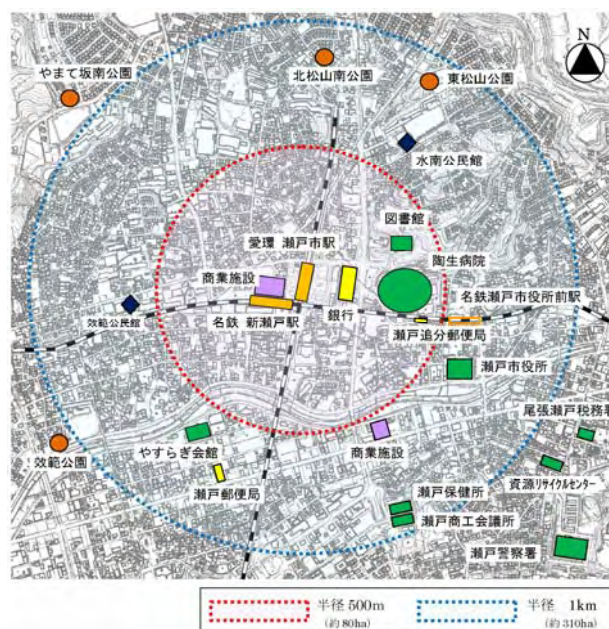 N
やまて坂南公園
北松山南公園
東松山公園
水南公民館
図書館
愛環 瀬戸市駅
陶生病院
商業施設
名鉄瀬戸市役所前駅
効範公民館
名鉄 新瀬戸駅
銀行
瀬戸追分郵便局
瀬戸市役所
尾張瀬戸税務署
効範公園
やすらぎ会館
商業施設
資源リサイクルセンター
瀬戸郵便局
瀬戸保健所
瀬戸商工会議所
瀬戸警察署
半径 500m
(約 80ha)
半径 1km
(約 310ha)